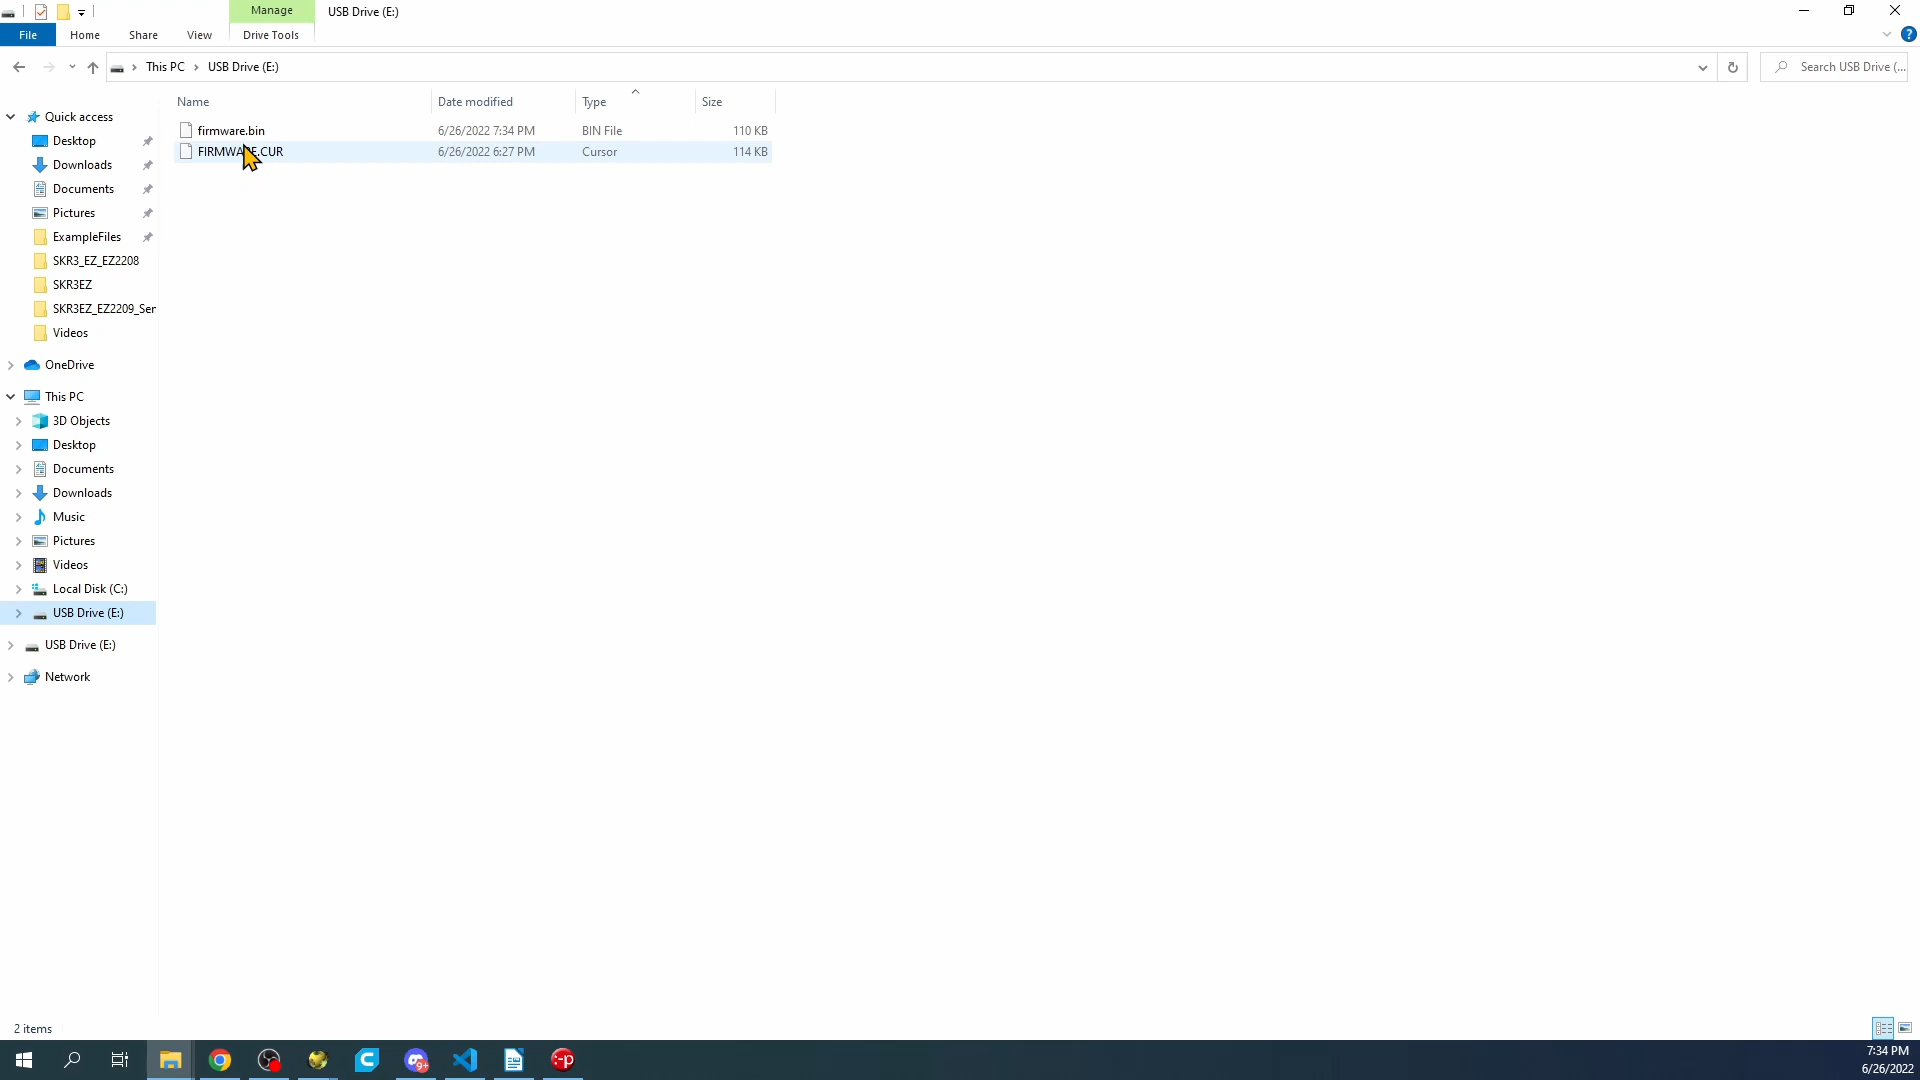 Manage
USB Drive (E:)
File
Home
Share
View
Drive Tools
?
This PC
USB Drive (E:)
Search USB Drive (...
Name
Date modified
Type
Size
firmware.bin
6/26/2022 7:34 PM
BIN File
110 KB
FIRMWARE.CUR
6/26/2022 6:27 PM
Cursor
114 KB
Quick access
Desktop
Downloads
Documents
Pictures
ExampleFiles
SKR3_EZ_EZ2208
SKR3EZ
SKR3EZ_EZ2209_Ser
Videos
OneDrive
This PC
3D Objects
Desktop
Documents
Downloads
Music
Pictures
Videos
Local Disk (C:)
USB Drive (E:)
USB Drive (E:)
Network
2 items
C
9+
:-p
7:34 PM
6/26/2022